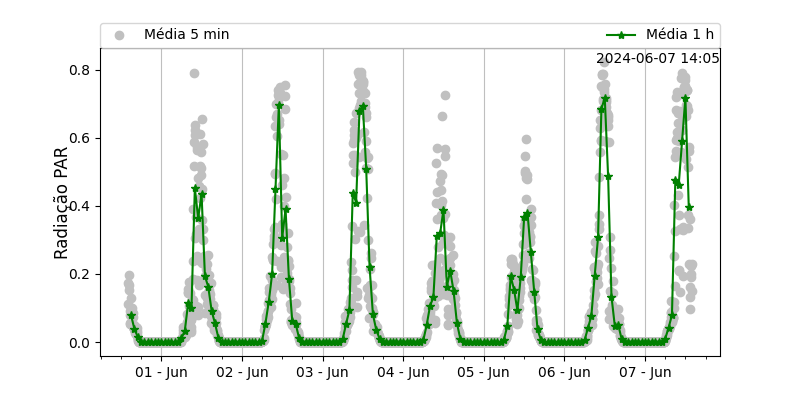 Média 5 min
Média 1 h
2024-06-07 14:05
Radiação PAR
0.8
0.6
0.4
0.2
0.0
01 - Jun
02 - Jun
03 - Jun
04 - Jun
05 - Jun
06 - Jun
07 - Jun